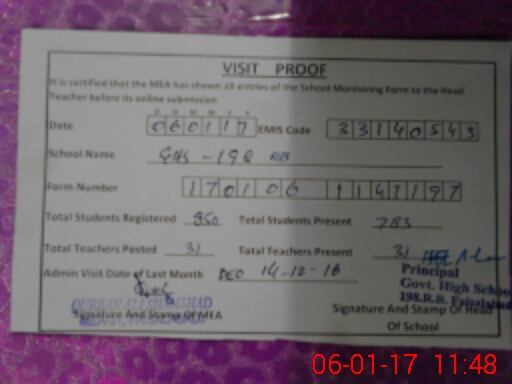 VISIT PROOF
It is certified that the MEA has shown all entries of the School Monitoring Form to the Head
Teacher before its online submission
D D M M Y Y
Date 060117 EMIS Code 33140543
School Name GHS - 198 RB
Form Number 170106 1141197
Total Students Registered 850 Total Students Present 783
Total Teachers Posted 31 Total Teachers Present 31
Admin Visit Date of Last Month DEO 14-12-16
Principal
Govt. High School
198.R.B. Faisalabad
Signature And Stamp Of MEA
Signature And Stamp Of Head
Of School
06-01-17 11:48